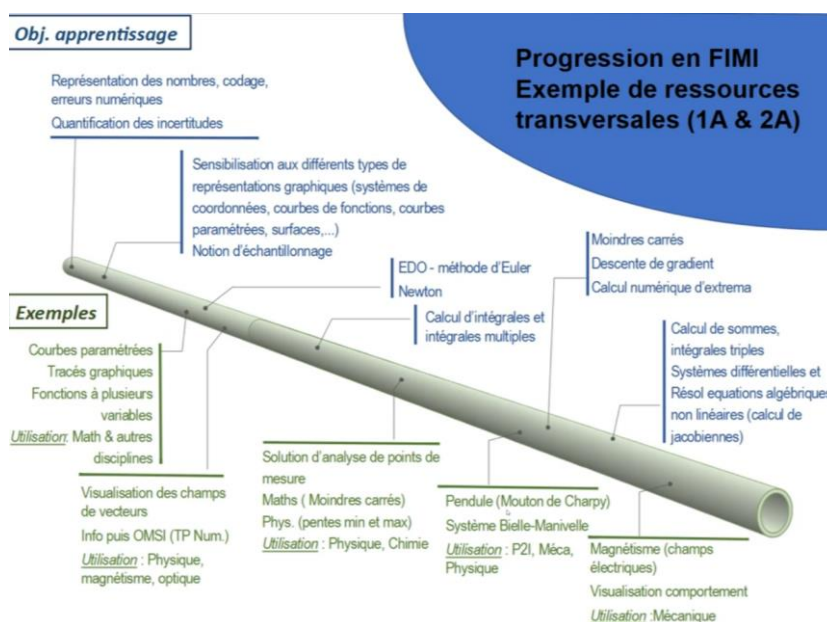 Obj. apprentissage
Progression en FIMI
Exemple de ressources
transversales (1A & 2A)
Représentation des nombres, codage,
erreurs numériques
Quantification des incertitudes
Sensibilisation aux différents types de
représentations graphiques (systèmes de
coordonnées, courbes de fonctions, courbes
paramétrées, surfaces,...)
Notion d'échantillonnage
EDO - méthode d'Euler
Newton
Calcul d'intégrales et
intégrales multiples
Moindres carrés
Descente de gradient
Calcul numérique d'extrema
Calcul de sommes,
intégrales triples
Systèmes différentielles et
Résol equations algébriques
non linéaires (calcul de
jacobiennes)
Exemples
Courbes paramétrées
Tracés graphiques
Fonctions à plusieurs
variables
Utilisation: Math & autres
disciplines
Visualisation des champs
de vecteurs
Info puis OMSI (TP Num.)
Utilisation : Physique,
magnétisme, optique
Solution d'analyse de points de
mesure
Maths ( Moindres carrés)
Phys. (pentes min et max)
Utilisation : Physique, Chimie
Pendule (Mouton de Charpy)
Système Bielle-Manivelle
Utilisation : P2I, Méca,
Physique
Magnétisme (champs
électriques)
Visualisation comportement
Utilisation :Mécanique